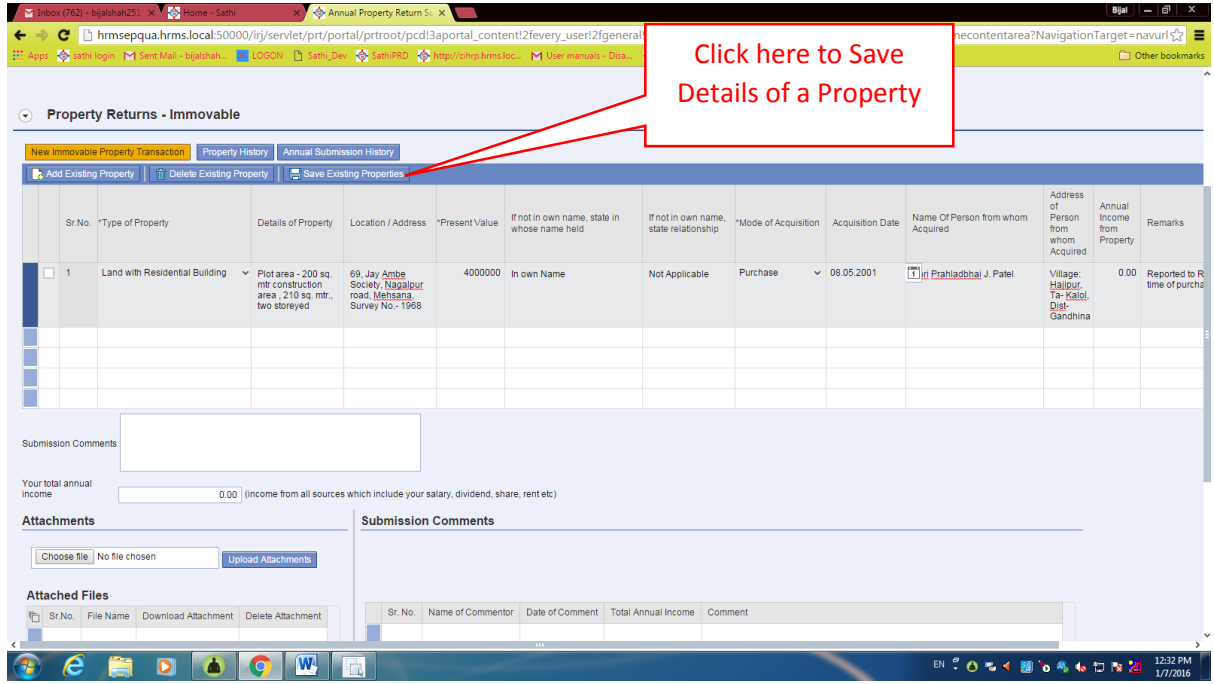 Inbox (762) - bijalshah251
Home - Sathi
Annual Property Return Su
Bijal
hrmsepqua.hrms.local:50000/irj/servlet/prt/portal/prtroot/pcd!3aportal_content!2fevery_user!2fgeneral
necontentarea?NavigationTarget=navurl
Apps
sathi login
Sent Mail - bijalshah...
LOGON
Sathi_Dev
SathiPRD
http://cihrp.hrms.loc...
User manuals - Disa...
Other bookmarks
Click here to Save
Details of a Property
Property Returns - Immovable
New Immovable Property Transaction
Property History
Annual Submission History
Add Existing Property
Delete Existing Property
Save Existing Properties
Sr.No.
*Type of Property
Details of Property
Location / Address
*Present Value
If not in own name, state in
whose name held
If not in own name,
state relationship
*Mode of Acquisition
Acquisition Date
Name Of Person from whom
Acquired
Address
of
Person
from
whom
Acquired
Annual
Income
from
Property
Remarks
1
Land with Residential Building
Plot area - 200 sq.
mtr construction
area , 210 sq. mtr.,
two storeyed
69, Jay Ambe
Society, Nagalpur
road, Mehsana,
Survey No.- 1968
4000000
In own Name
Not Applicable
Purchase
08.05.2001
ri Prahladbhai J. Patel
Village:
Hajipur,
Ta- Kalol,
Dist-
Gandhina
0.00
Reported to R
time of purcha
Submission Comments
Your total annual
income
0.00
(income from all sources which include your salary, dividend, share, rent etc)
Attachments
Submission Comments
Choose file
No file chosen
Upload Attachments
Attached Files
Sr.No.
File Name
Download Attachment
Delete Attachment
Sr. No.
Name of Commentor
Date of Comment
Total Annual Income
Comment
EN
12:32 PM
1/7/2016